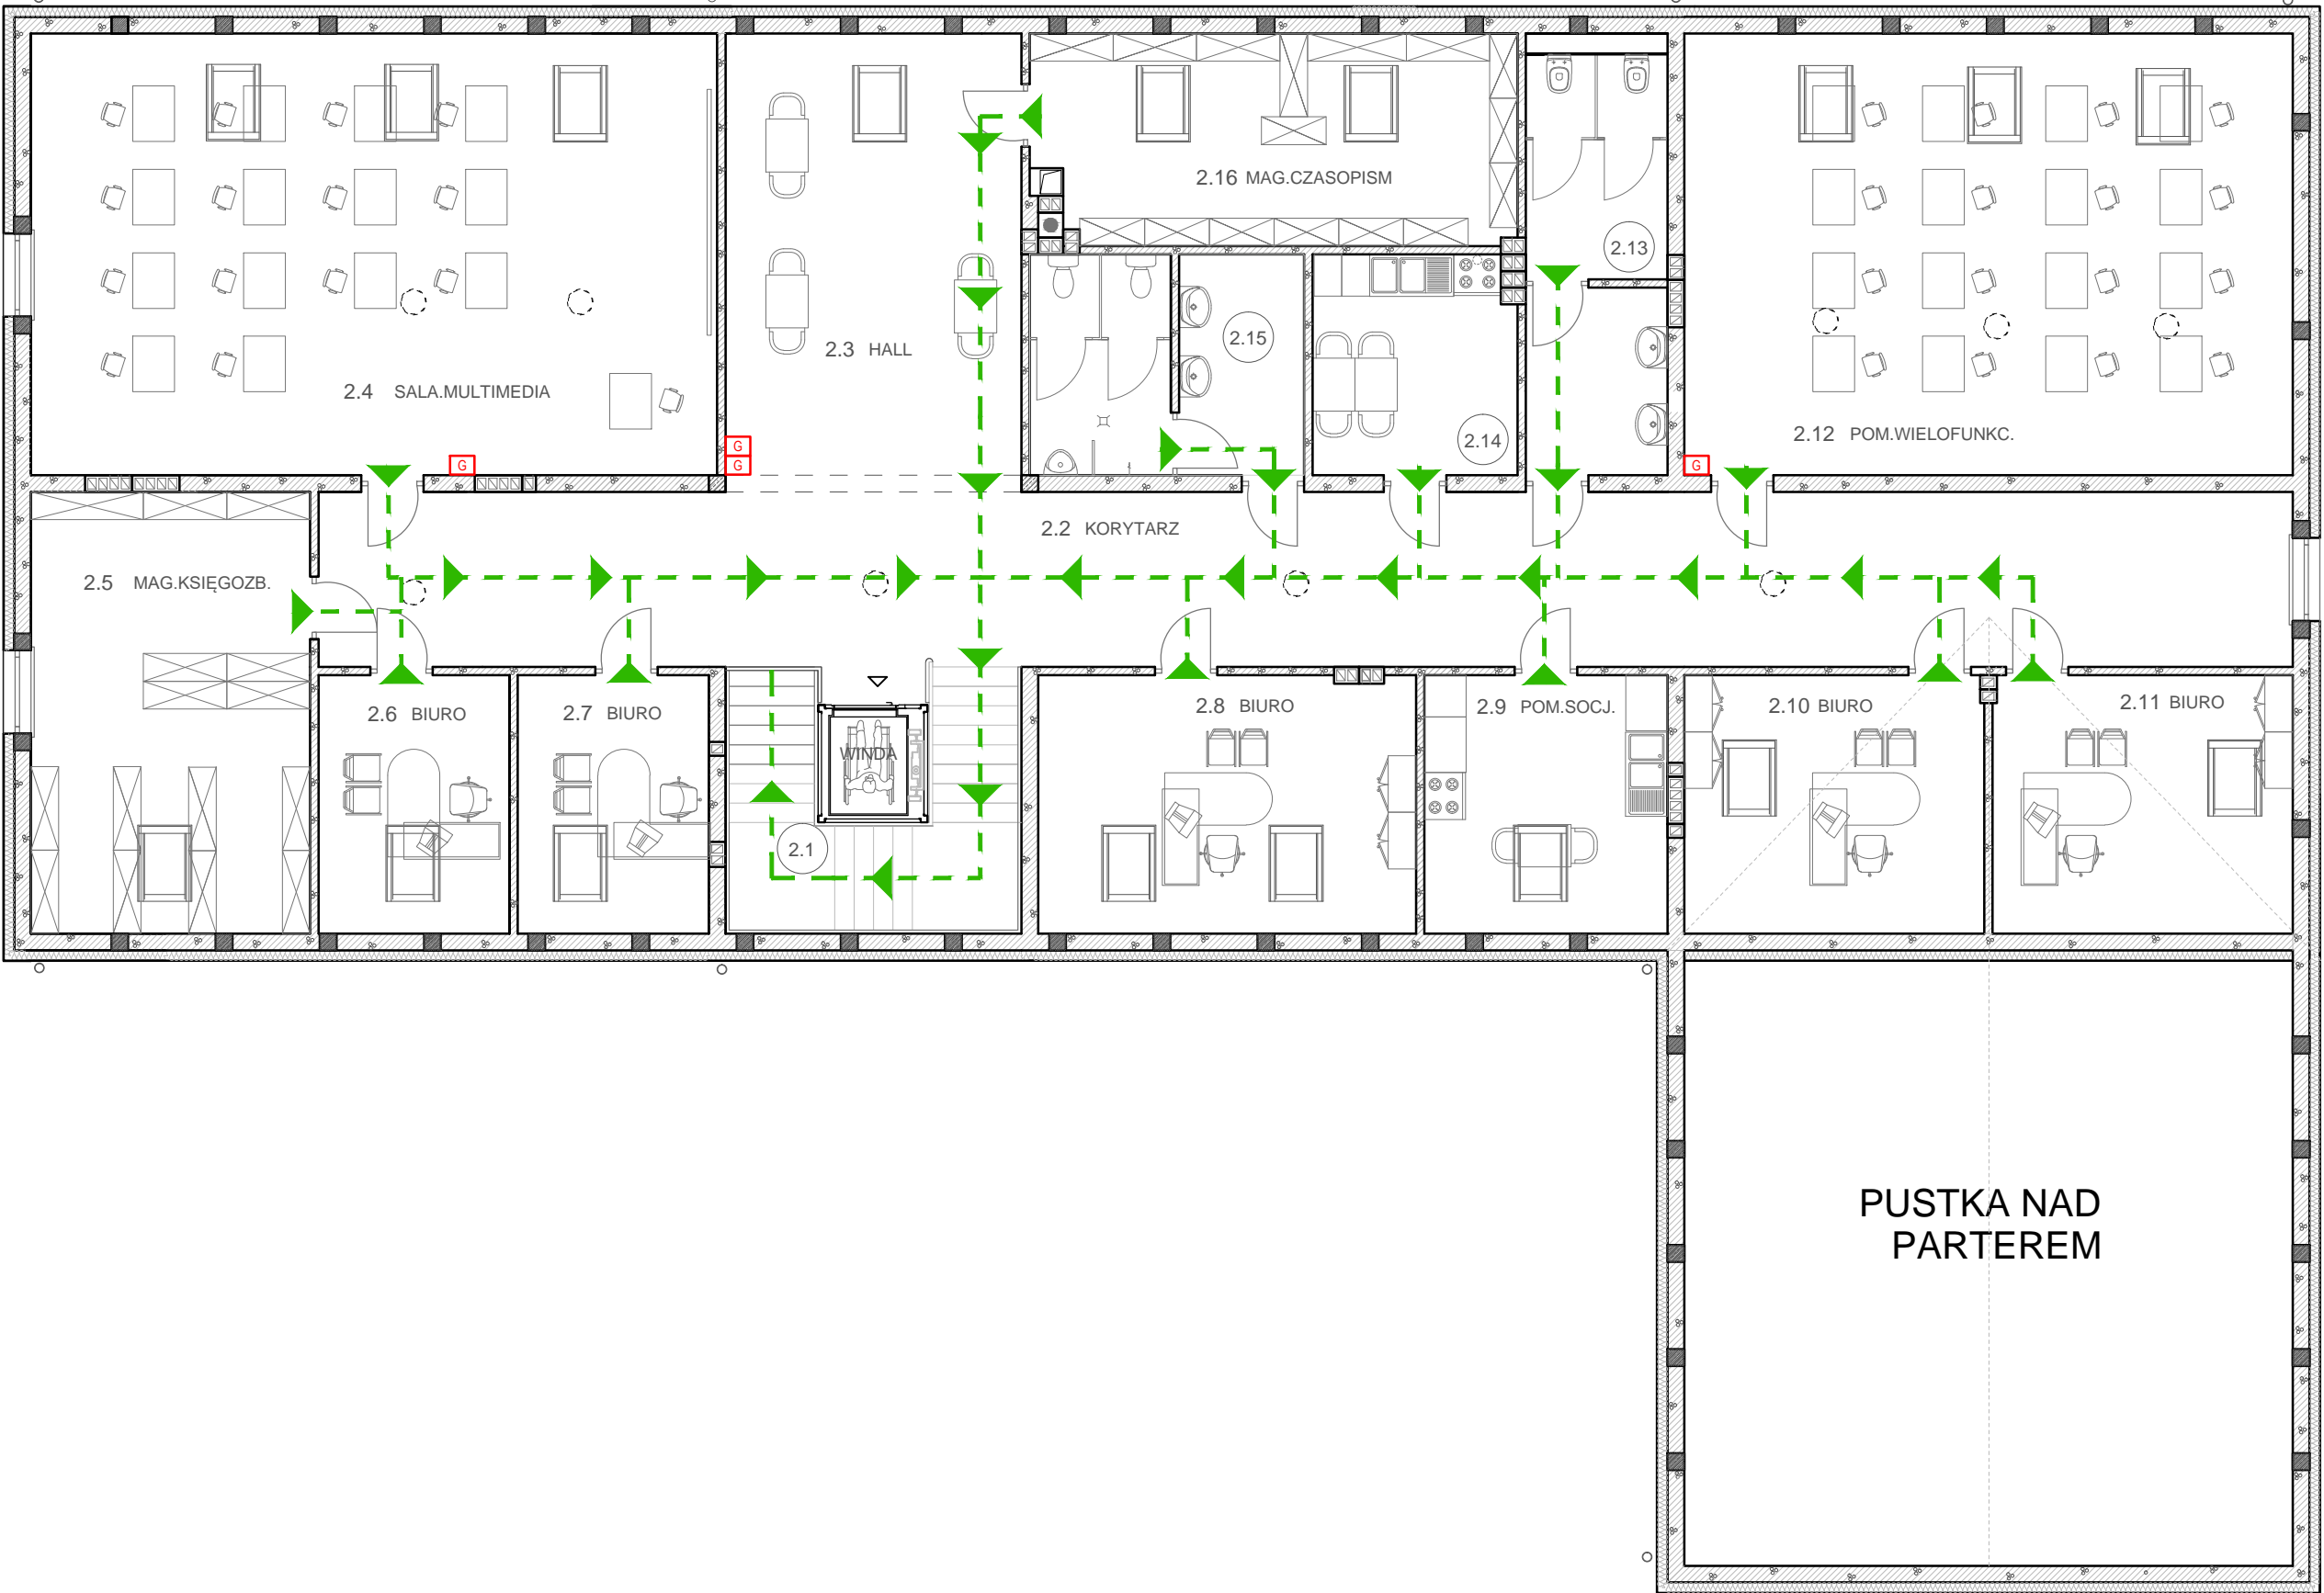 2.16 MAG.CZASOPISM
2.13
2.15
2.3 HALL
2.4 SALA.MULTIMEDIA
2.14
2.12 POM.WIELOFUNKC.
G
G
G
G
2.2 KORYTARZ
2.5 MAG.KSIĘGOZB.
2.6 BIURO
2.7 BIURO
2.8 BIURO
2.9 POM.SOCJ.
2.10 BIURO
2.11 BIURO
WINDA
2.1
PUSTKA NAD
PARTEREM